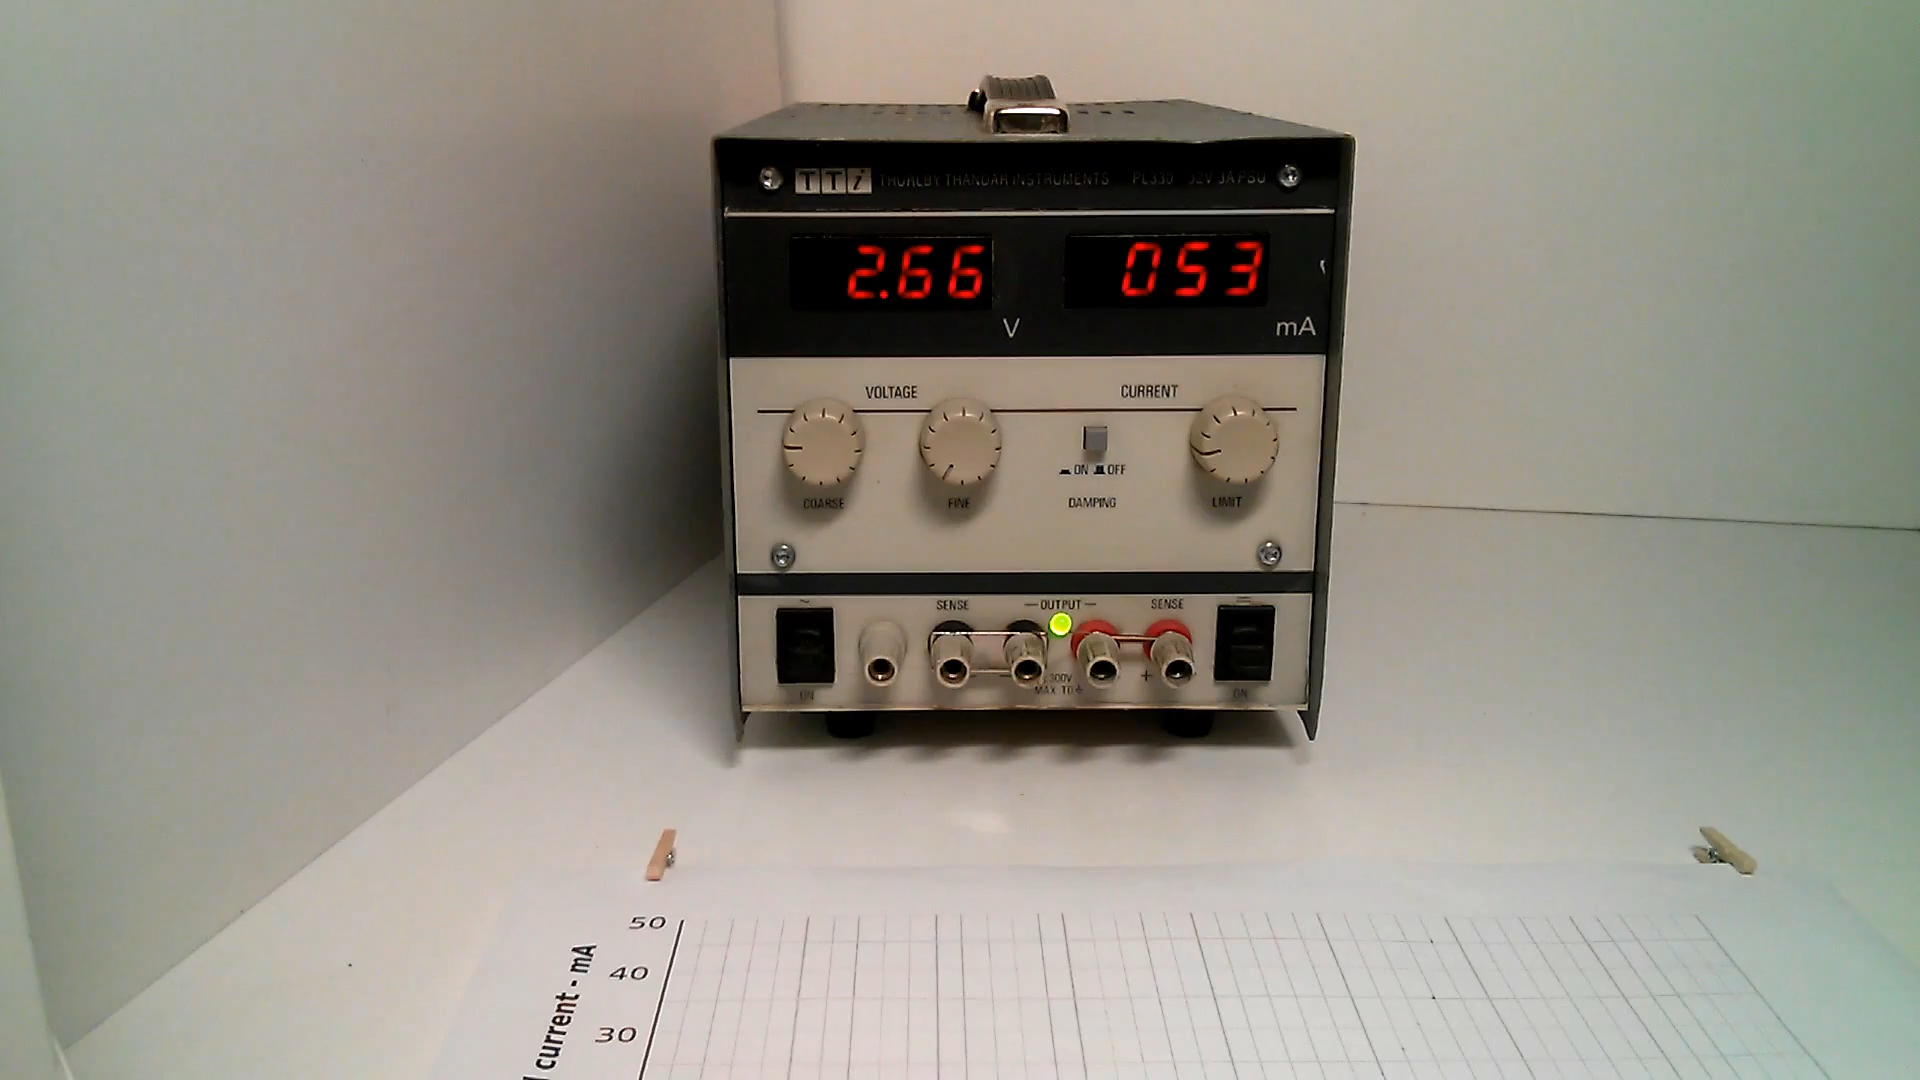 TTi THURLBY THANDAR INSTRUMENTS PL330 32V 3A PSU
2.66 053
V mA
VOLTAGE CURRENT
ON OFF
COARSE FINE DAMPING LIMIT
SENSE OUTPUT SENSE
~ =
- 300V +
ON MAX TO ON
50
40
30
current - mA